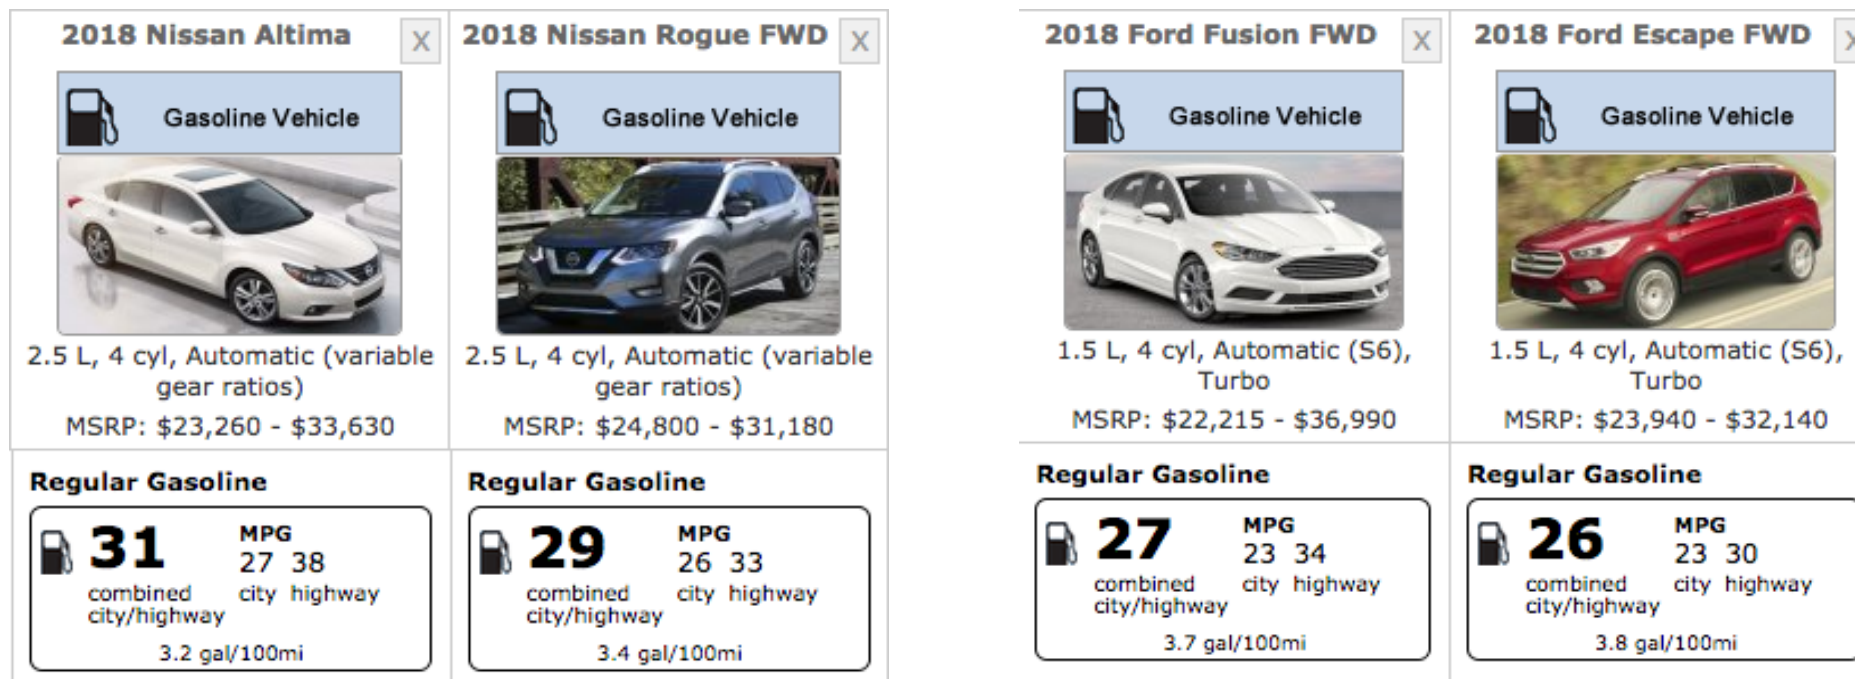 2018 Nissan Altima
X
Gasoline Vehicle
2.5 L, 4 cyl, Automatic (variable
gear ratios)
MSRP: $23,260 - $33,630
Regular Gasoline
31
MPG
27 38
combined
city/highway
city highway
3.2 gal/100mi
2018 Nissan Rogue FWD
X
Gasoline Vehicle
2.5 L, 4 cyl, Automatic (variable
gear ratios)
MSRP: $24,800 - $31,180
Regular Gasoline
29
MPG
26 33
combined
city/highway
city highway
3.4 gal/100mi
2018 Ford Fusion FWD
X
Gasoline Vehicle
1.5 L, 4 cyl, Automatic (S6),
Turbo
MSRP: $22,215 - $36,990
Regular Gasoline
27
MPG
23 34
combined
city/highway
city highway
3.7 gal/100mi
2018 Ford Escape FWD
X
Gasoline Vehicle
1.5 L, 4 cyl, Automatic (S6),
Turbo
MSRP: $23,940 - $32,140
Regular Gasoline
26
MPG
23 30
combined
city/highway
city highway
3.8 gal/100mi